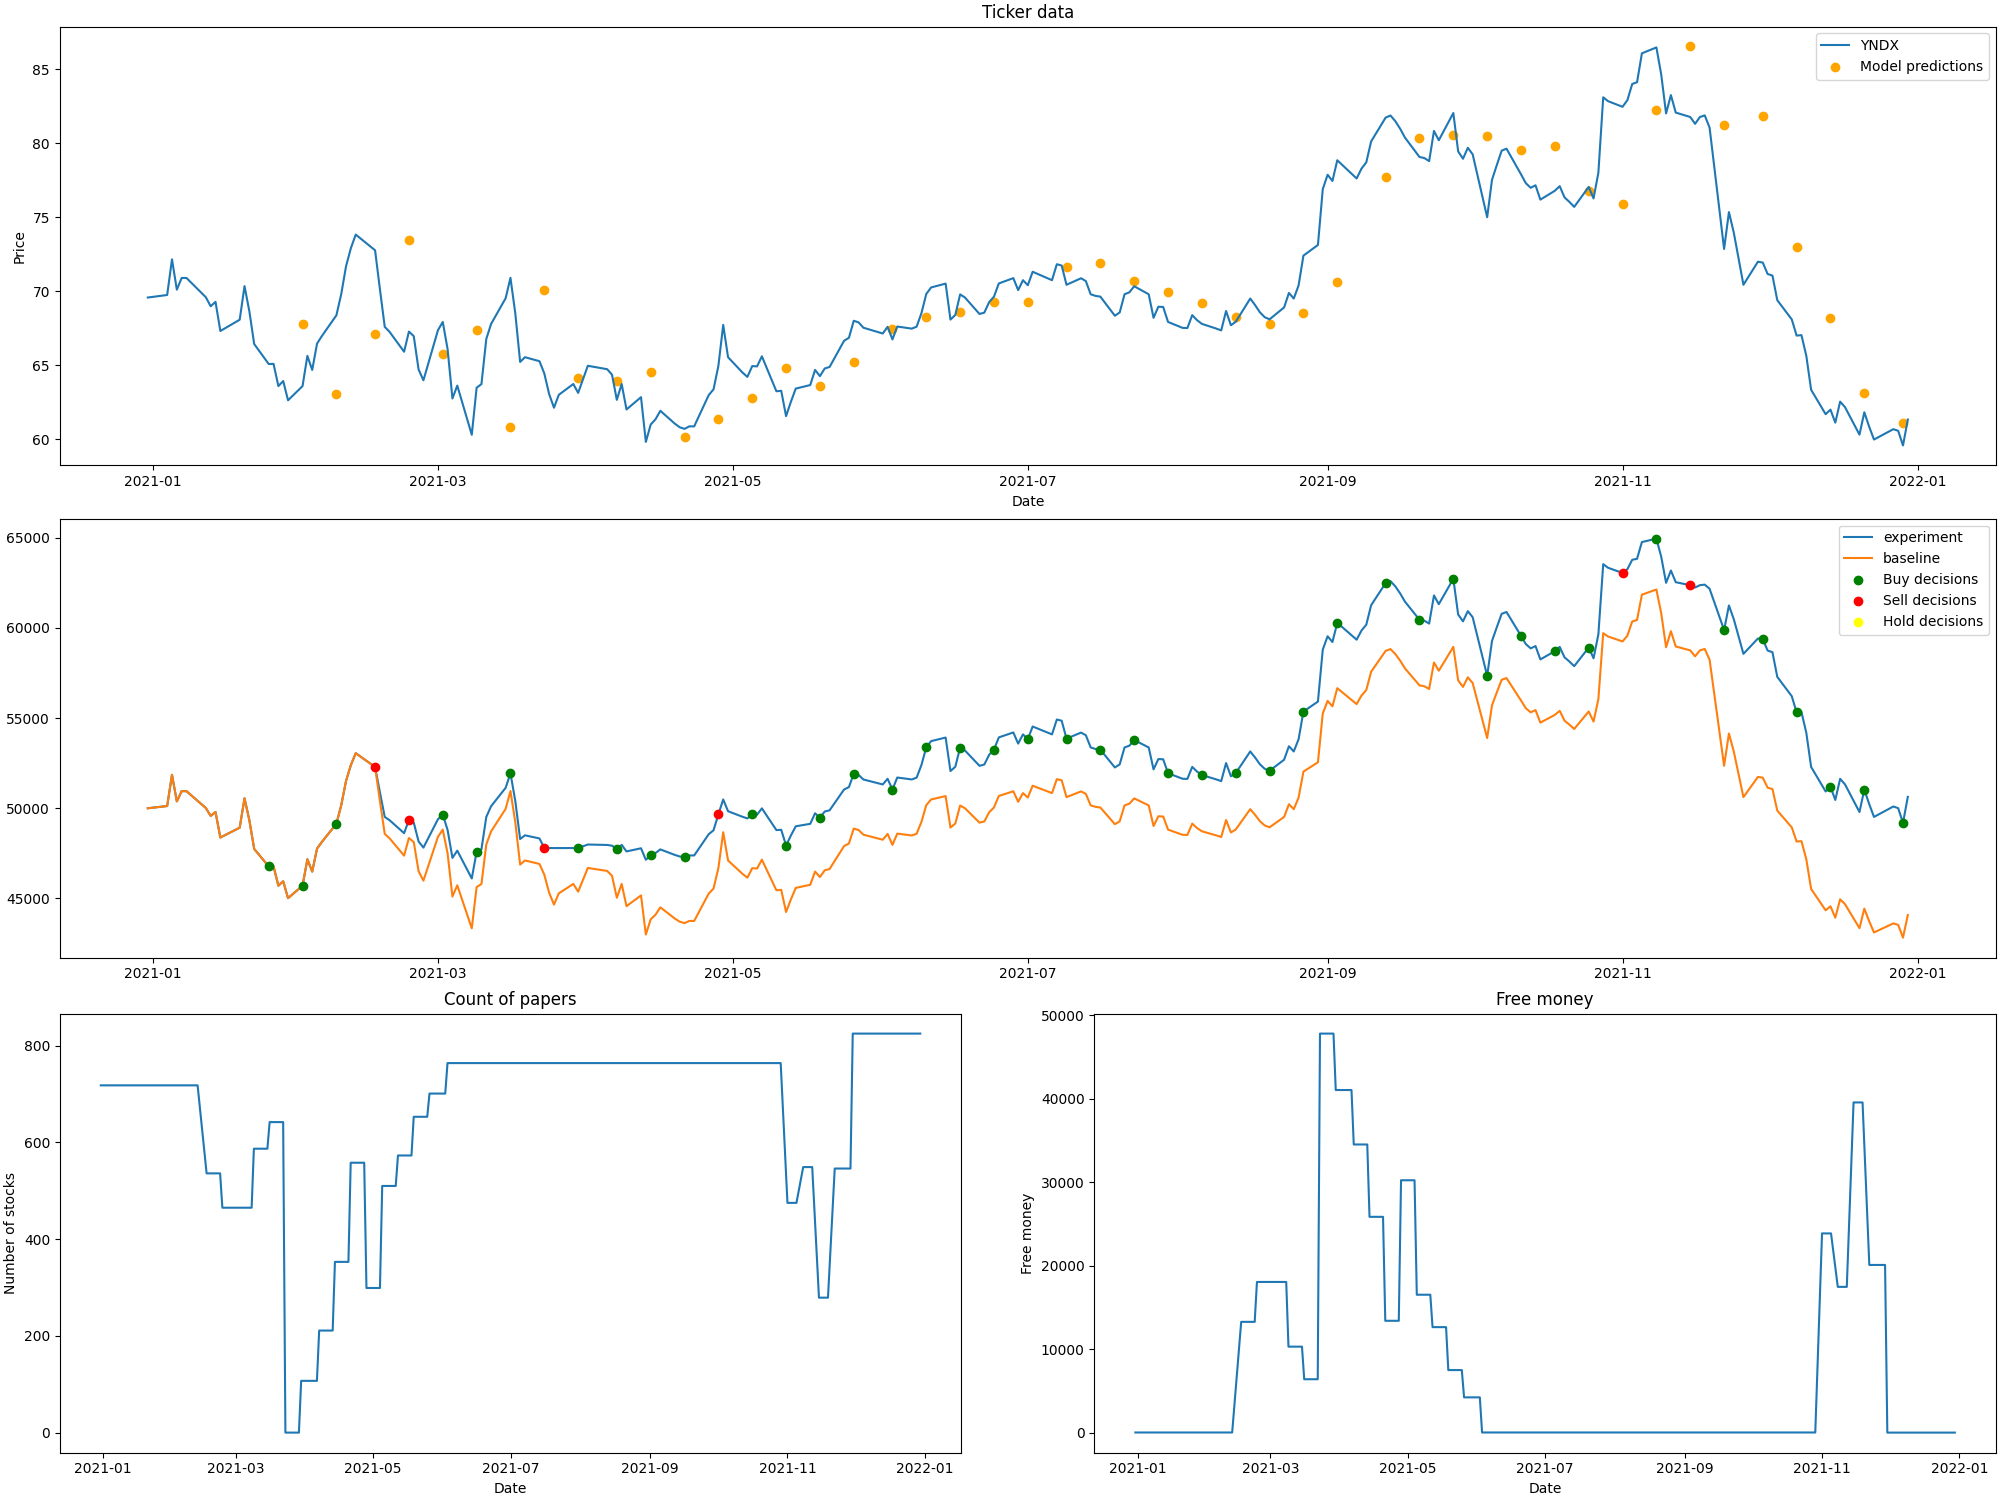 Ticker data
YNDX
Model predictions
85
80
75
70
65
60
Price
2021-01 2021-03 2021-05 2021-07 2021-09 2021-11 2022-01
Date
experiment
baseline
Buy decisions
Sell decisions
Hold decisions
65000
60000
55000
50000
45000
2021-01 2021-03 2021-05 2021-07 2021-09 2021-11 2022-01
Count of papers
800
600
400
200
0
Number of stocks
2021-01 2021-03 2021-05 2021-07 2021-09 2021-11 2022-01
Date
Free money
50000
40000
30000
20000
10000
0
Free money
2021-01 2021-03 2021-05 2021-07 2021-09 2021-11 2022-01
Date